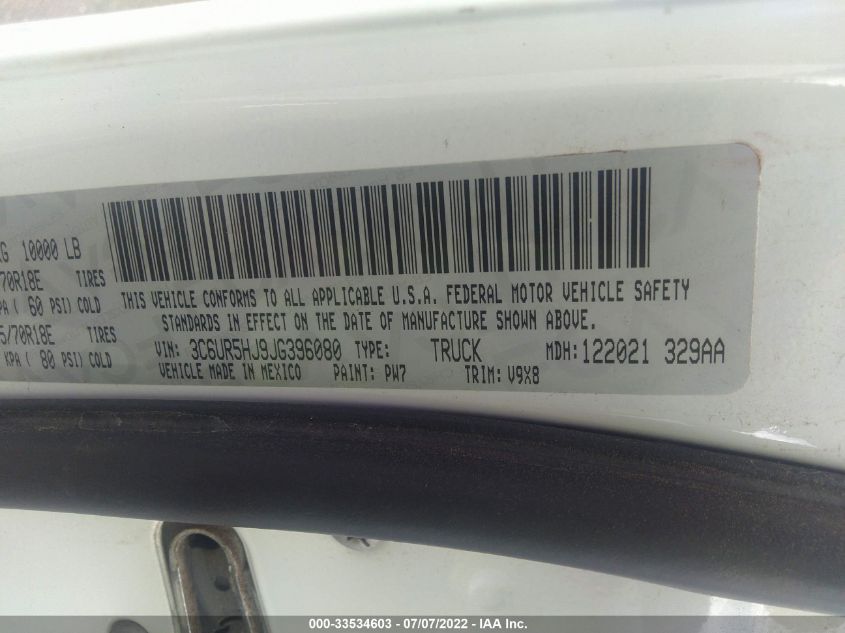 KG 10000 LB
/70R18E TIRES
KPA ( 60 PSI) COLD
5/70R18E TIRES
KPA ( 80 PSI) COLD
THIS VEHICLE CONFORMS TO ALL APPLICABLE U.S.A. FEDERAL MOTOR VEHICLE SAFETY
STANDARDS IN EFFECT ON THE DATE OF MANUFACTURE SHOWN ABOVE.
VIN: 3C6UR5HJ9JG396080 TYPE: TRUCK MDH: 122021 329AA
VEHICLE MADE IN MEXICO PAINT: PW7 TRIM: V9X8
000-33534603 - 07/07/2022 - IAA Inc.